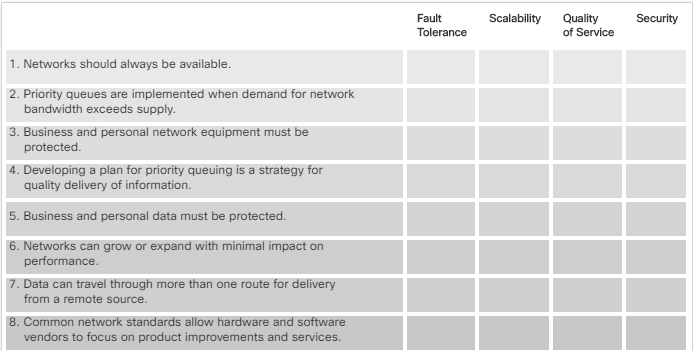 Fault Tolerance Scalability Quality of Service Security
1. Networks should always be available.
2. Priority queues are implemented when demand for network
bandwidth exceeds supply.
3. Business and personal network equipment must be
protected.
4. Developing a plan for priority queuing is a strategy for
quality delivery of information.
5. Business and personal data must be protected.
6. Networks can grow or expand with minimal impact on
performance.
7. Data can travel through more than one route for delivery
from a remote source.
8. Common network standards allow hardware and software
vendors to focus on product improvements and services.